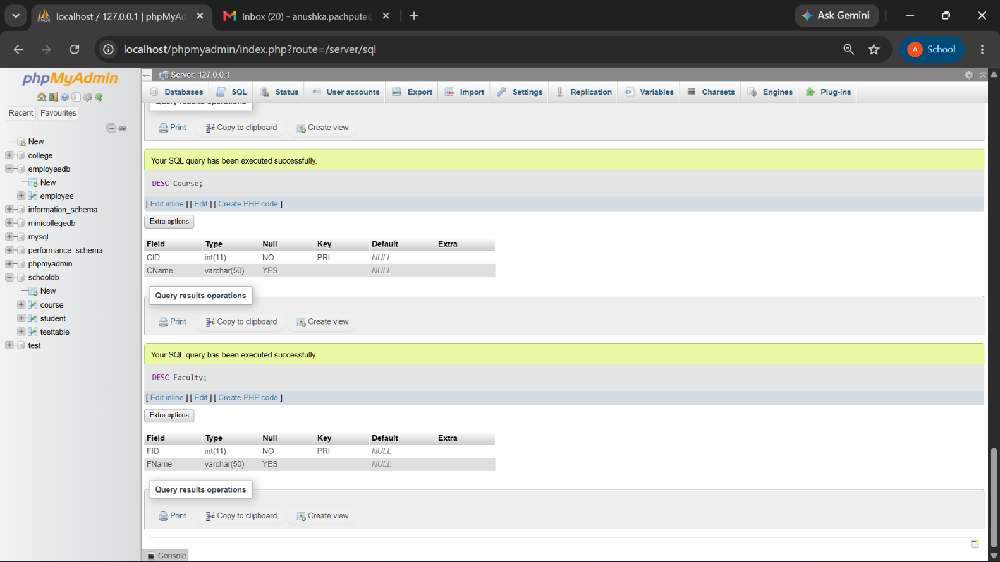 localhost / 127.0.0.1 | phpMyAd
Inbox (20) - anushka.pachpute@
Ask Gemini
localhost/phpmyadmin/index.php?route=/server/sql
A School
phpMyAdmin
Recent Favourites
New
college
employeedb
New
employee
information_schema
minicollegedb
mysql
performance_schema
phpmyadmin
schooldb
New
course
student
testtable
test
Server: 127.0.0.1
Databases SQL Status User accounts Export Import Settings Replication Variables Charsets Engines Plug-ins
Query results operations
Print Copy to clipboard Create view
Your SQL query has been executed successfully.
DESC Course;
[ Edit inline ] [ Edit ] [ Create PHP code ]
Extra options
Field Type Null Key Default Extra
CID int(11) NO PRI NULL
CName varchar(50) YES NULL
Query results operations
Print Copy to clipboard Create view
Your SQL query has been executed successfully.
DESC Faculty;
[ Edit inline ] [ Edit ] [ Create PHP code ]
Extra options
Field Type Null Key Default Extra
FID int(11) NO PRI NULL
FName varchar(50) YES NULL
Query results operations
Print Copy to clipboard Create view
Console